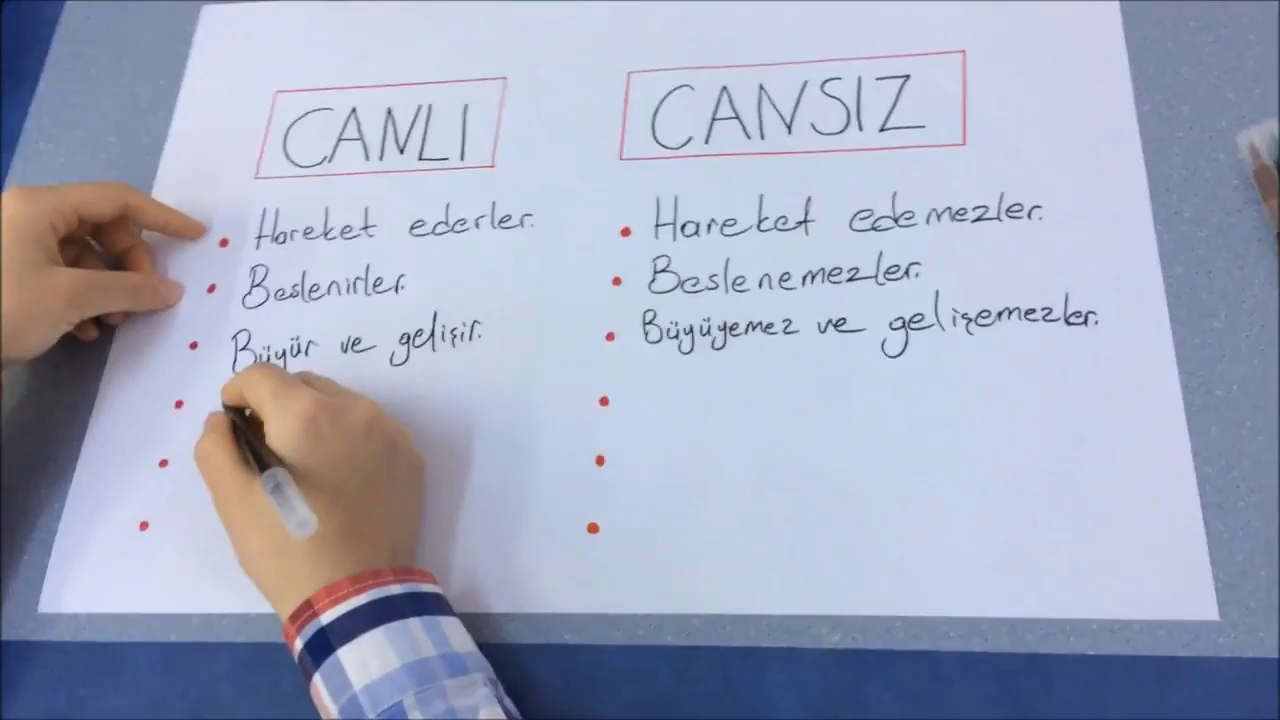 CANLI
Hareket ederler.
Beslenirler.
Büyür ve gelişir.
CANSIZ
Hareket edemezler.
Beslenemezler.
Büyüyemez ve gelişemezler.